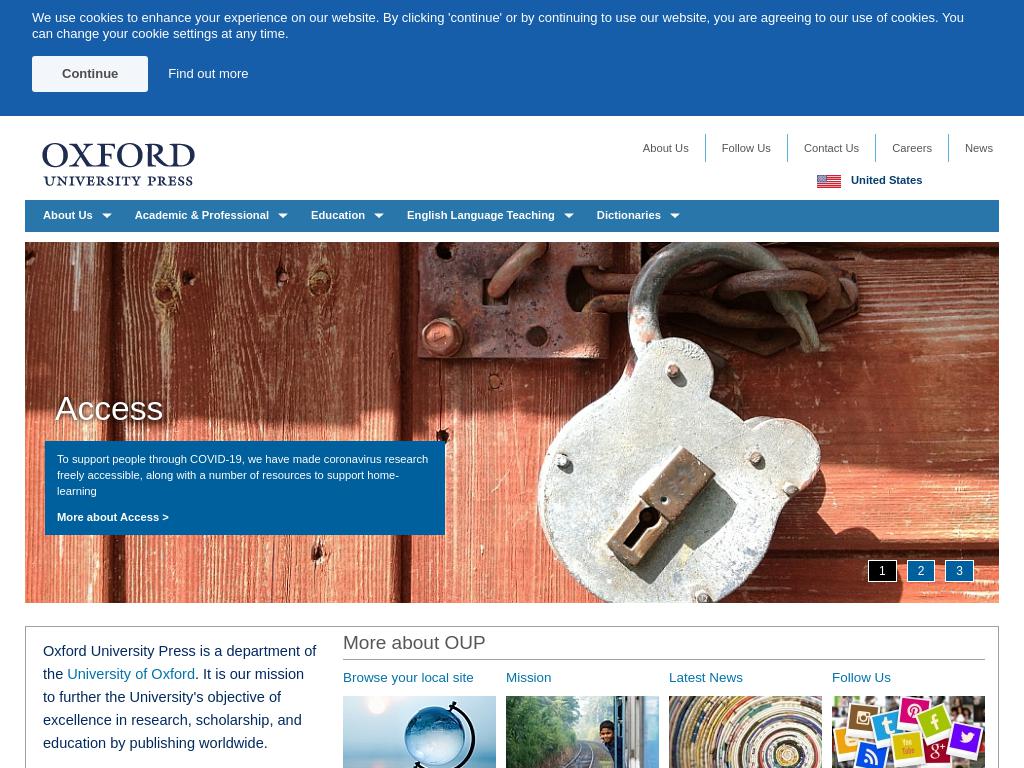 We use cookies to enhance your experience on our website. By clicking 'continue' or by continuing to use our website, you are agreeing to our use of cookies. You
can change your cookie settings at any time.
Continue
Find out more
OXFORD
UNIVERSITY PRESS
About Us
Follow Us
Contact Us
Careers
News
United States
About Us
Academic & Professional
Education
English Language Teaching
Dictionaries
Access
To support people through COVID-19, we have made coronavirus research
freely accessible, along with a number of resources to support home-
learning
More about Access >
1
2
3
Oxford University Press is a department of
the University of Oxford. It is our mission
to further the University's objective of
excellence in research, scholarship, and
education by publishing worldwide.
More about OUP
Browse your local site
Mission
Latest News
Follow Us
You
Tube
g+